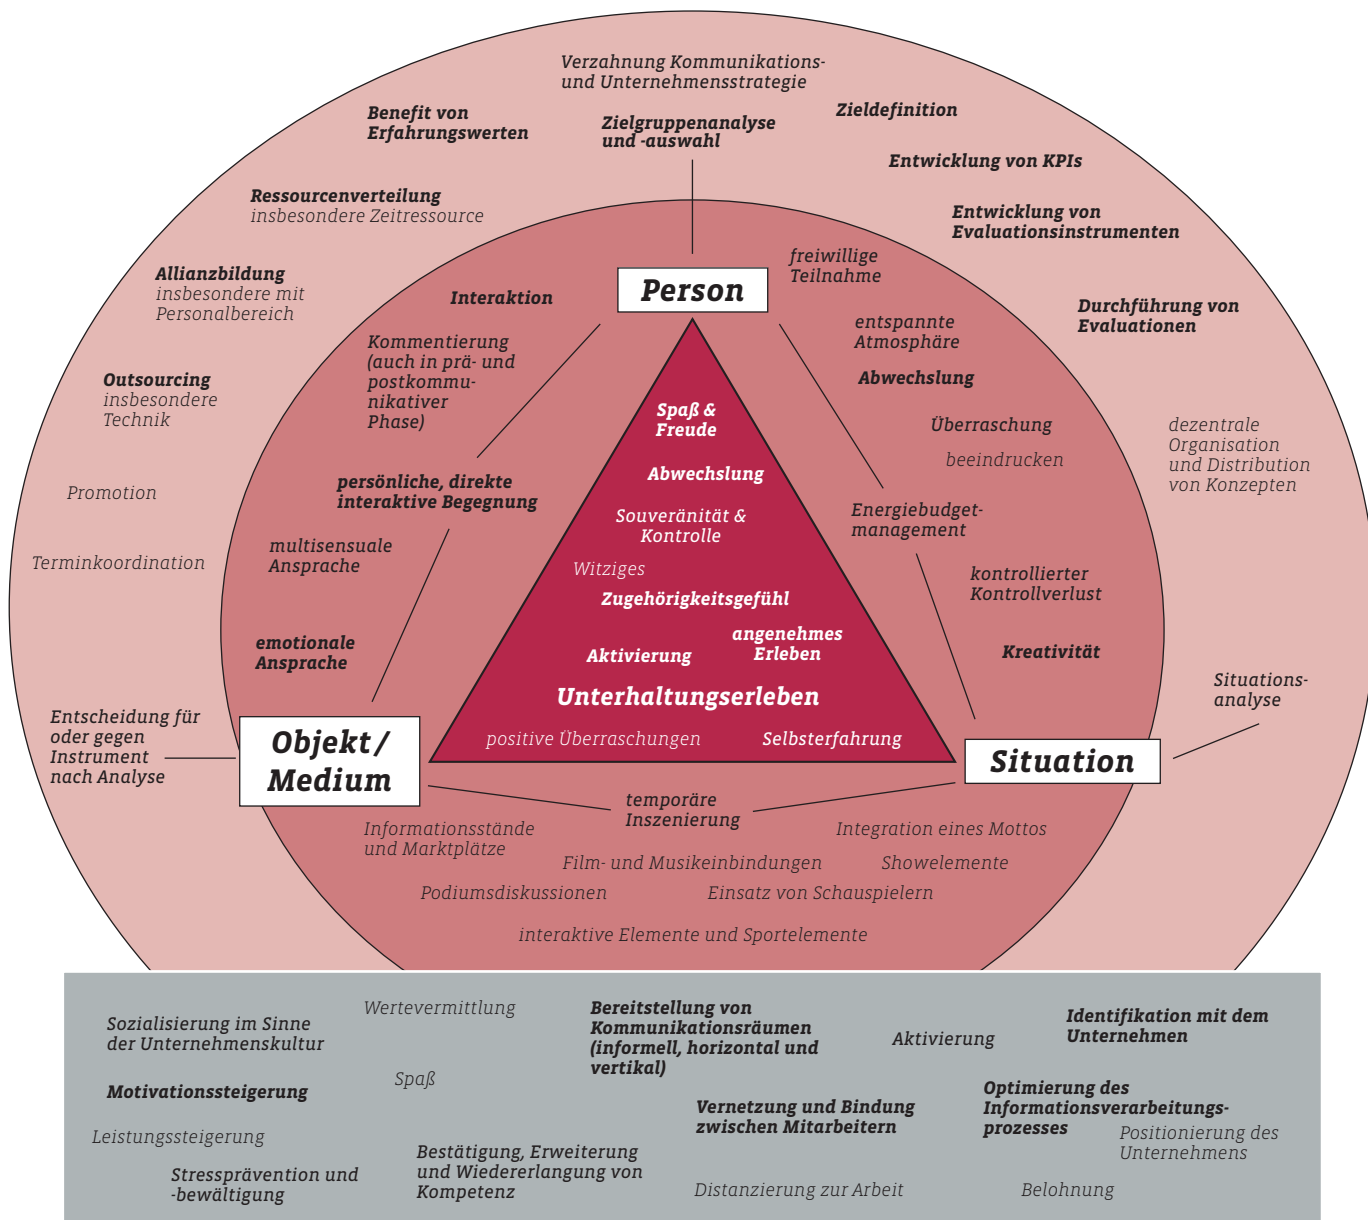 Verzahnung Kommunikations-
und Unternehmensstrategie
Benefit von
Erfahrungswerten
Zielgruppenanalyse
und -auswahl
Zieldefinition
Entwicklung von KPIs
Ressourcenverteilung
insbesondere Zeitressource
Entwicklung von
Evaluationsinstrumenten
Allianzbildung
insbesondere mit
Personalbereich
Durchführung von
Evaluationen
Outsourcing
insbesondere
Technik
dezentrale
Organisation
und Distribution
von Konzepten
Promotion
Terminkoordination
Entscheidung für
oder gegen
Instrument
nach Analyse
Situations-
analyse
Person
freiwillige
Teilnahme
Interaktion
entspannte
Atmosphäre
Kommentierung
(auch in prä- und
postkommu-
nikativer
Phase)
Abwechslung
Überraschung
beeindrucken
persönliche, direkte
interaktive Begegnung
Energiebudget-
management
multisensuale
Ansprache
kontrollierter
Kontrollverlust
emotionale
Ansprache
Kreativität
Spaß &
Freude
Abwechslung
Souveränität &
Kontrolle
Witziges
Zugehörigkeitsgefühl
angenehmes
Erleben
Aktivierung
Unterhaltungserleben
positive Überraschungen
Selbsterfahrung
Objekt/
Medium
Situation
temporäre
Inszenierung
Informationsstände
und Marktplätze
Integration eines Mottos
Film- und Musikeinbindungen
Showelemente
Podiumsdiskussionen
Einsatz von Schauspielern
interaktive Elemente und Sportelemente
Sozialisierung im Sinne
der Unternehmenskultur
Wertevermittlung
Bereitstellung von
Kommunikationsräumen
(informell, horizontal und
vertikal)
Aktivierung
Identifikation mit dem
Unternehmen
Motivationssteigerung
Spaß
Vernetzung und Bindung
zwischen Mitarbeitern
Optimierung des
Informationsverarbeitungs-
prozesses
Positionierung des
Unternehmens
Leistungssteigerung
Stressprävention und
-bewältigung
Bestätigung, Erweiterung
und Wiedererlangung von
Kompetenz
Distanzierung zur Arbeit
Belohnung